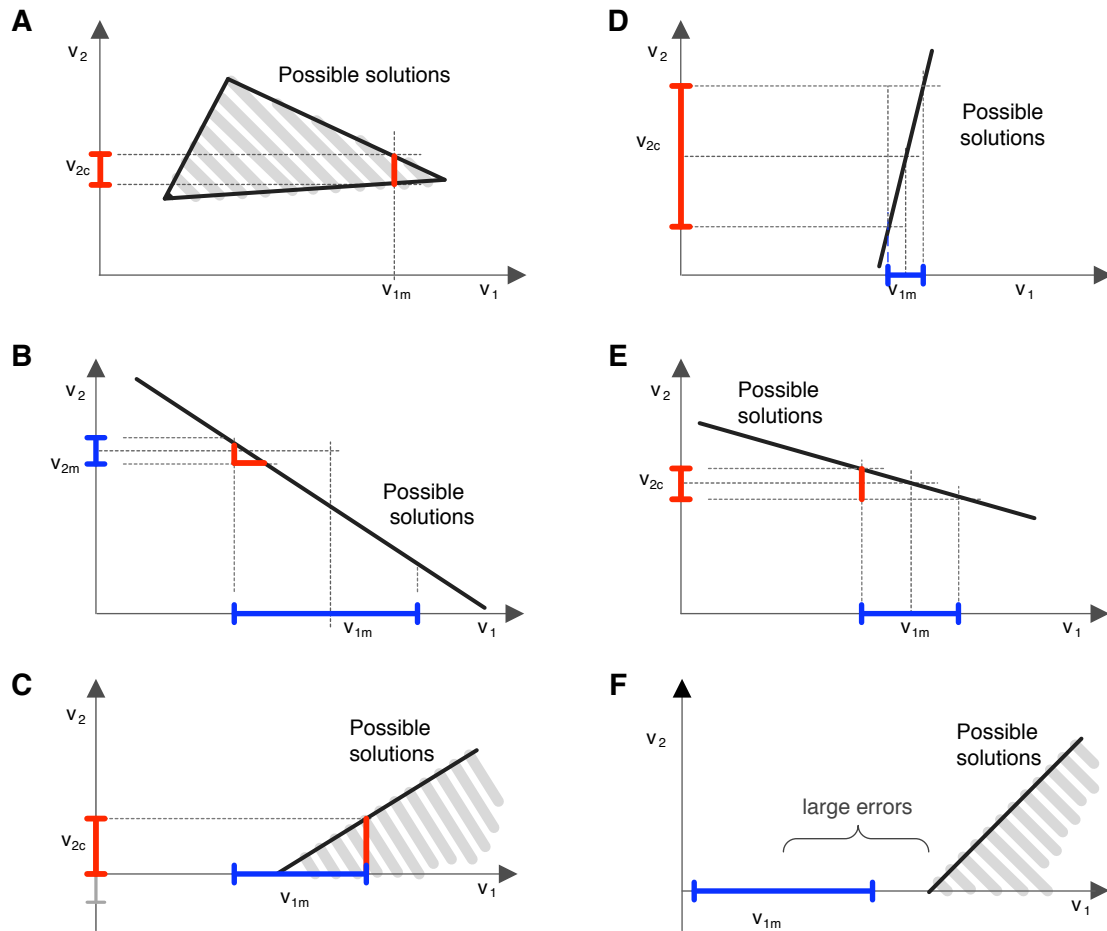 A
v2
Possible solutions
v2c
v1m
v1
B
v2
v2m
Possible
solutions
v1m
v1
C
v2
Possible
solutions
v2c
v1m
v1
D
v2
Possible
solutions
v2c
v1m
v1
E
v2
Possible
solutions
v2c
v1m
v1
F
v2
Possible
solutions
large errors
v1m
v1